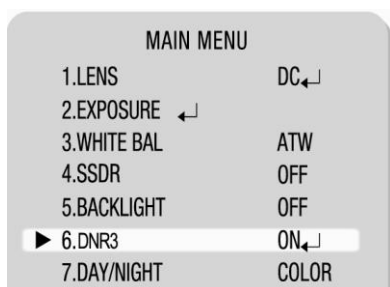 MAIN MENU
1.LENS DC↵
2.EXPOSURE ↵
3.WHITE BAL ATW
4.SSDR OFF
5.BACKLIGHT OFF
▶ 6.DNR3 ON↵
7.DAY/NIGHT COLOR